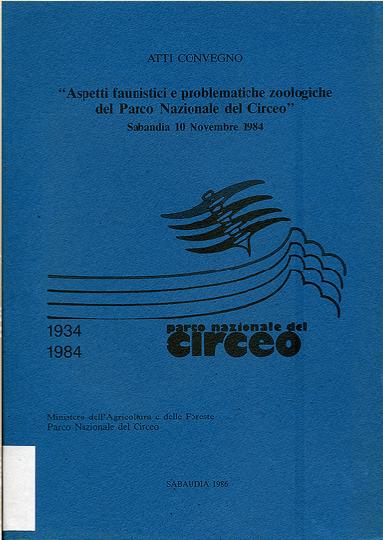 ATTI CONVEGNO
“Aspetti faunistici e problematiche zoologiche
del Parco Nazionale del Circeo”
Sabaudia 10 Novembre 1984
1934
1984
parco nazionale del
circeo
Ministero dell'Agricoltura e delle Foreste
Parco Nazionale del Circeo
SABAUDIA 1986